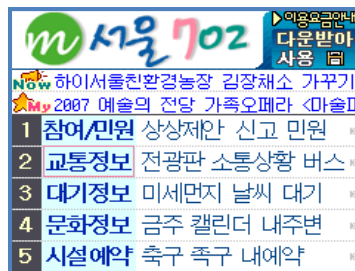 m서울 702
▷이용요금안내
다운받아
사용
Now 하이서울친환경농장 김장채소 가꾸기
My 2007 예술의 전당 가족오페라 <마술피
1 참여/민원 상상제안 신고 민원
2 교통정보 전광판 소통상황 버스
3 대기정보 미세먼지 날씨 대기
4 문화정보 금주 캘린더 내주변
5 시설예약 축구 족구 내예약